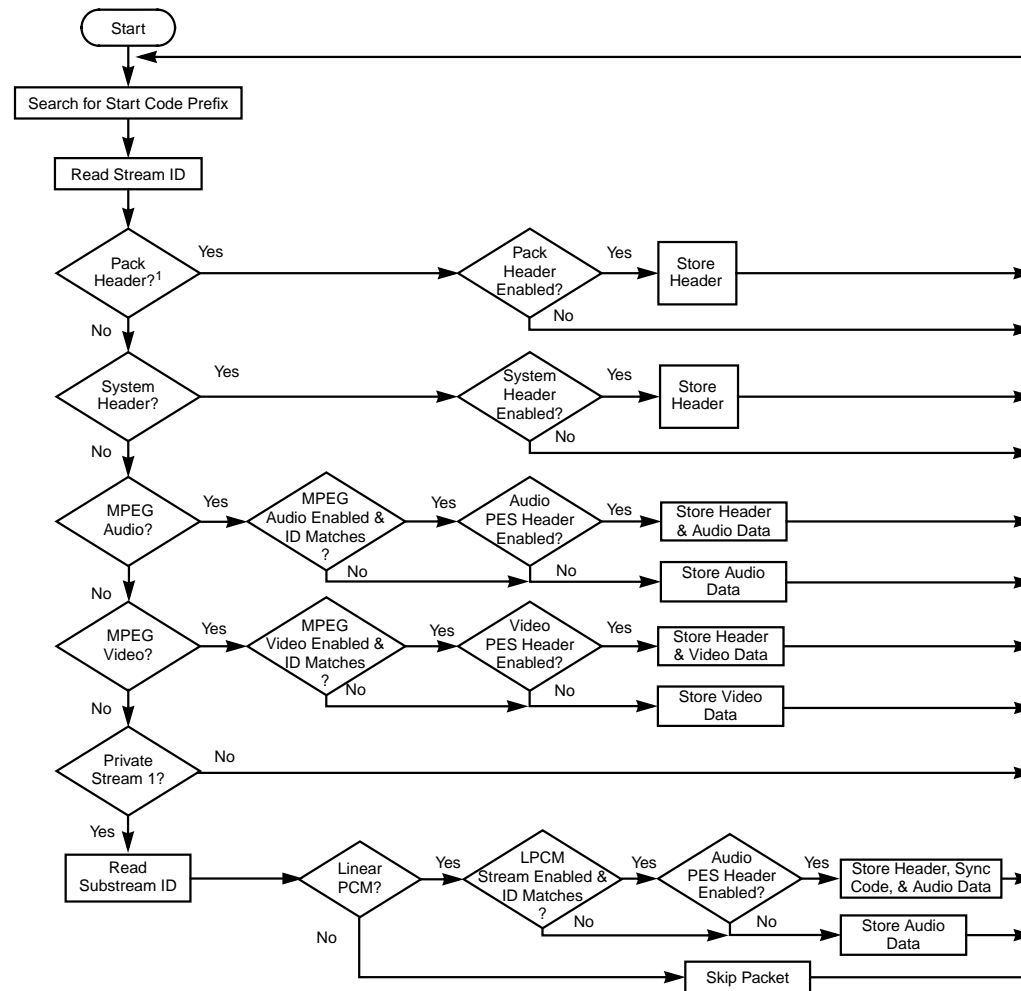 Start
Search for Start Code Prefix
Read Stream ID
Pack
Header?1
Yes
No
Pack
Header
Enabled?
Yes
No
Store
Header
System
Header?
Yes
No
System
Header
Enabled?
Yes
No
Store
Header
MPEG
Audio?
Yes
No
MPEG
Audio Enabled &
ID Matches
?
Yes
No
Audio
PES Header
Enabled?
Yes
No
Store Header
& Audio Data
Store Audio
Data
MPEG
Video?
Yes
No
MPEG
Video Enabled &
ID Matches
?
Yes
No
Video
PES Header
Enabled?
Yes
No
Store Header
& Video Data
Store Video
Data
Private
Stream 1?
No
Yes
Read
Substream ID
Linear
PCM?
Yes
No
LPCM
Stream Enabled &
ID Matches
?
Yes
No
Audio
PES Header
Enabled?
Yes
No
Store Header, Sync
Code, & Audio Data
Store Audio
Data
Skip Packet